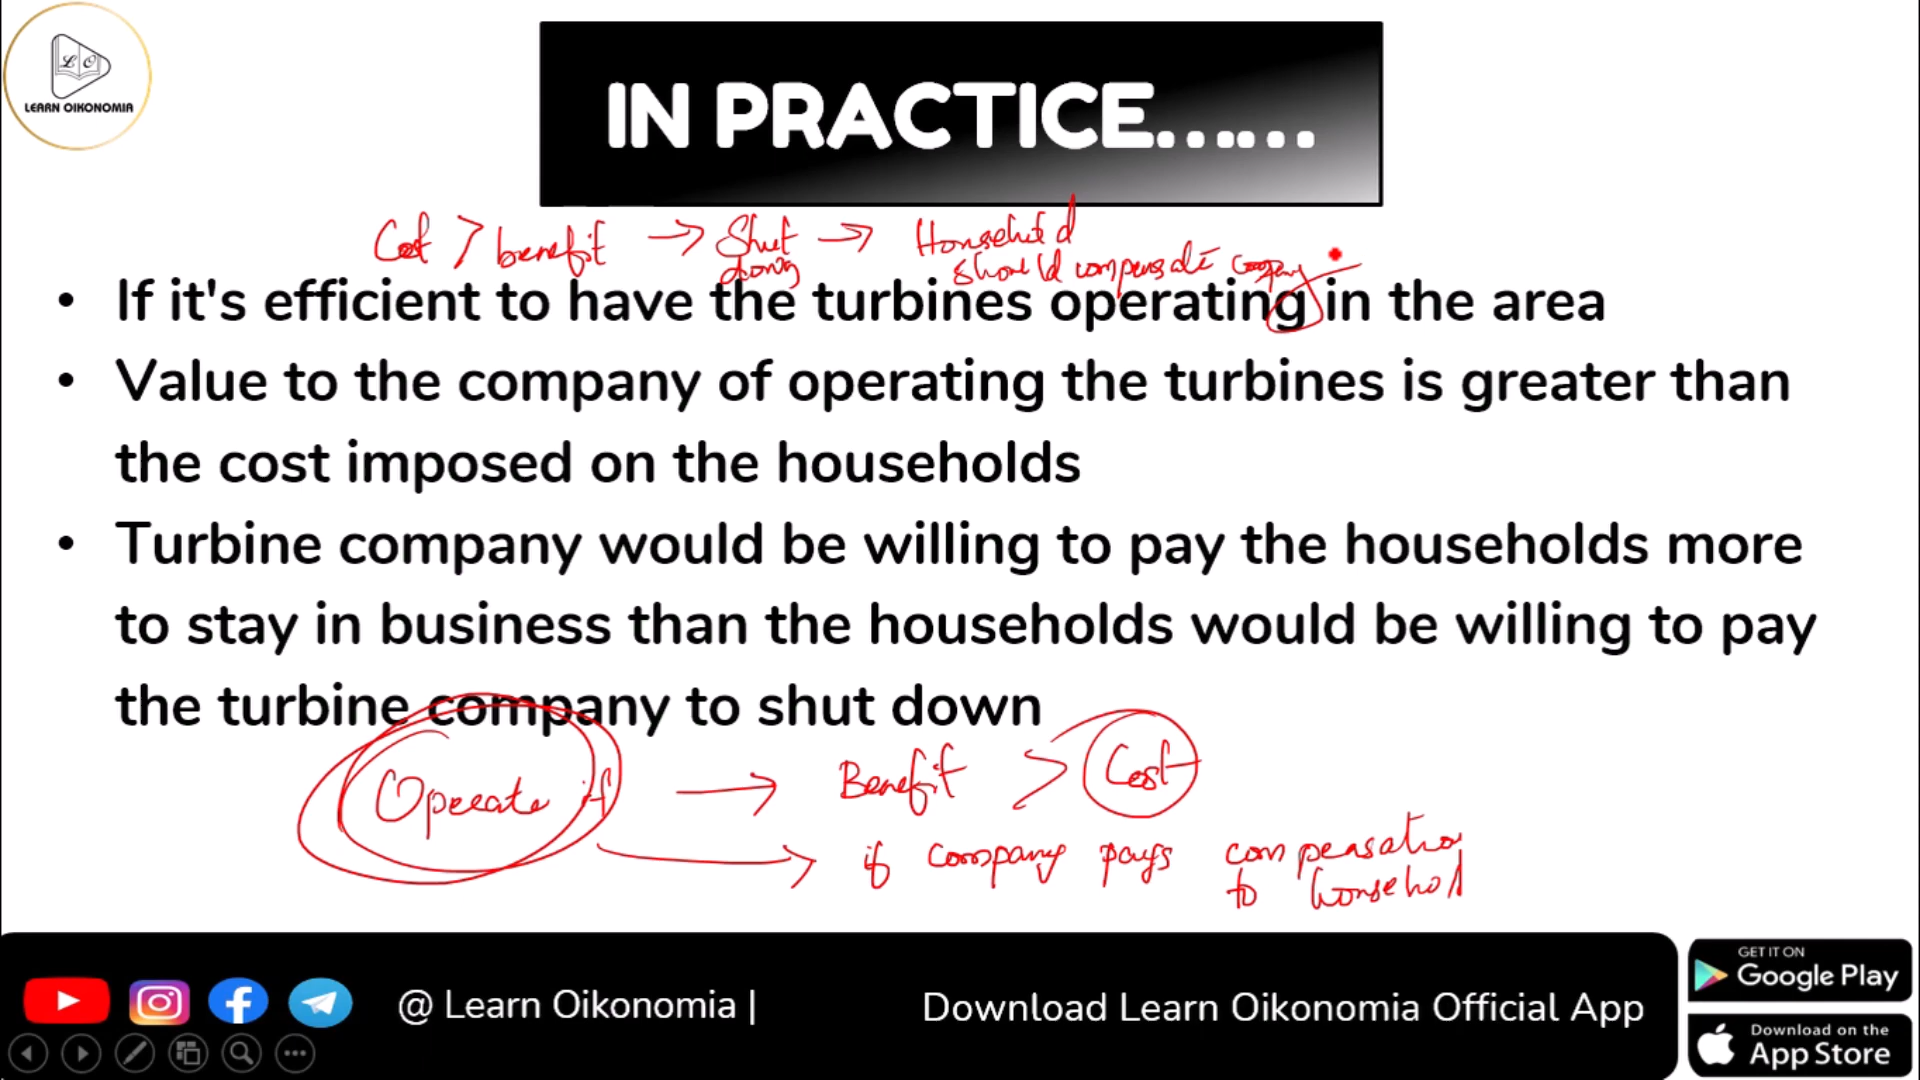 LO
LEARN OIKONOMIA
IN PRACTICE......
Cost > benefit → Shut down → Household should compensate company
• If it's efficient to have the turbines operating in the area
• Value to the company of operating the turbines is greater than
the cost imposed on the households
• Turbine company would be willing to pay the households more
to stay in business than the households would be willing to pay
the turbine company to shut down
Operate if → Benefit > Cost
→ if company pays compensation
to household
@ Learn Oikonomia |
Download Learn Oikonomia Official App
GET IT ON
Google Play
Download on the
App Store